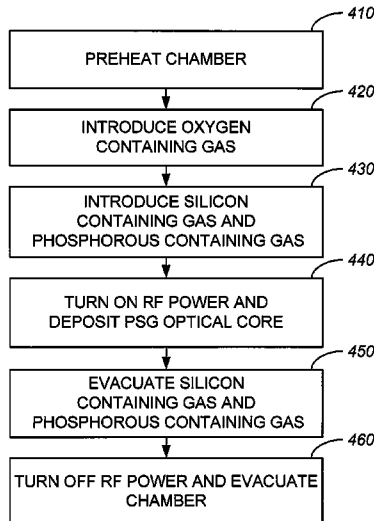 410
PREHEAT CHAMBER
420
INTRODUCE OXYGEN
CONTAINING GAS
430
INTRODUCE SILICON
CONTAINING GAS AND
PHOSPHOROUS CONTAINING GAS
440
TURN ON RF POWER AND
DEPOSIT PSG OPTICAL CORE
450
EVACUATE SILICON
CONTAINING GAS AND
PHOSPHOROUS CONTAINING GAS
460
TURN OFF RF POWER AND EVACUATE
CHAMBER